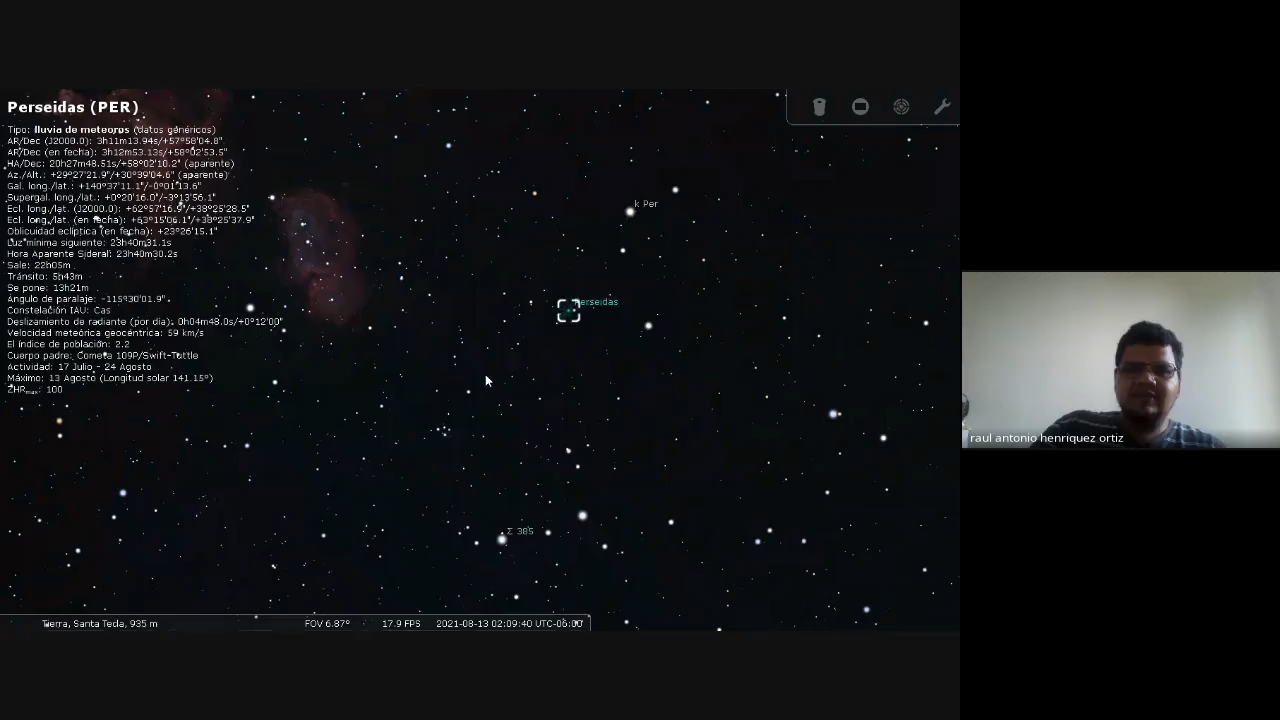 Perseidas (PER)
Tipo: lluvia de meteoros (datos genéricos)
AR/Dec (J2000.0): 3h11m13.94s/+57°58'04.8"
AR/Dec (en fecha): 3h12m53.13s/+58°02'53.5"
HA/Dec: 20h27m48.51s/+58°02'10.2" (aparente)
Az./Alt.: +29°27'21.9"/+30°39'04.6" (aparente)
Gal. long./lat.: +140°37'11.1"/-0°01'13.6"
Supergal. long./lat.: +0°20'16.0"/-3°13'56.1"
Ecl. long./lat. (J2000.0): +62°57'16.9"/+38°25'28.5"
Ecl. long./lat. (en fecha): +63°15'06.1"/+38°25'37.9"
Oblicuidad eclíptica (en fecha): +23°26'15.1"
Luz mínima siguiente: 23h40m31.1s
Hora Aparente Sideral: 23h40m30.2s
Sale: 22h05m
Tránsito: 5h43m
Se pone: 13h21m
Ángulo de paralaje: -115°30'01.9"
Constelación IAU: Cas
Deslizamiento de radiante (por día): 0h04m48.0s/+0°12'00"
Velocidad meteórica geocéntrica: 59 km/s
El índice de población: 2.2
Cuerpo padre: Cometa 109P/Swift-Tuttle
Actividad: 17 Julio - 24 Agosto
Máximo: 13 Agosto (Longitud solar 141.15°)
ZHRmax: 100
k Per
Perseidas
Σ 385
Tierra, Santa Tecla, 935 m
FOV 6.87°
17.9 FPS
2021-08-13 02:09:40 UTC-06:00
raul antonio henriquez ortiz